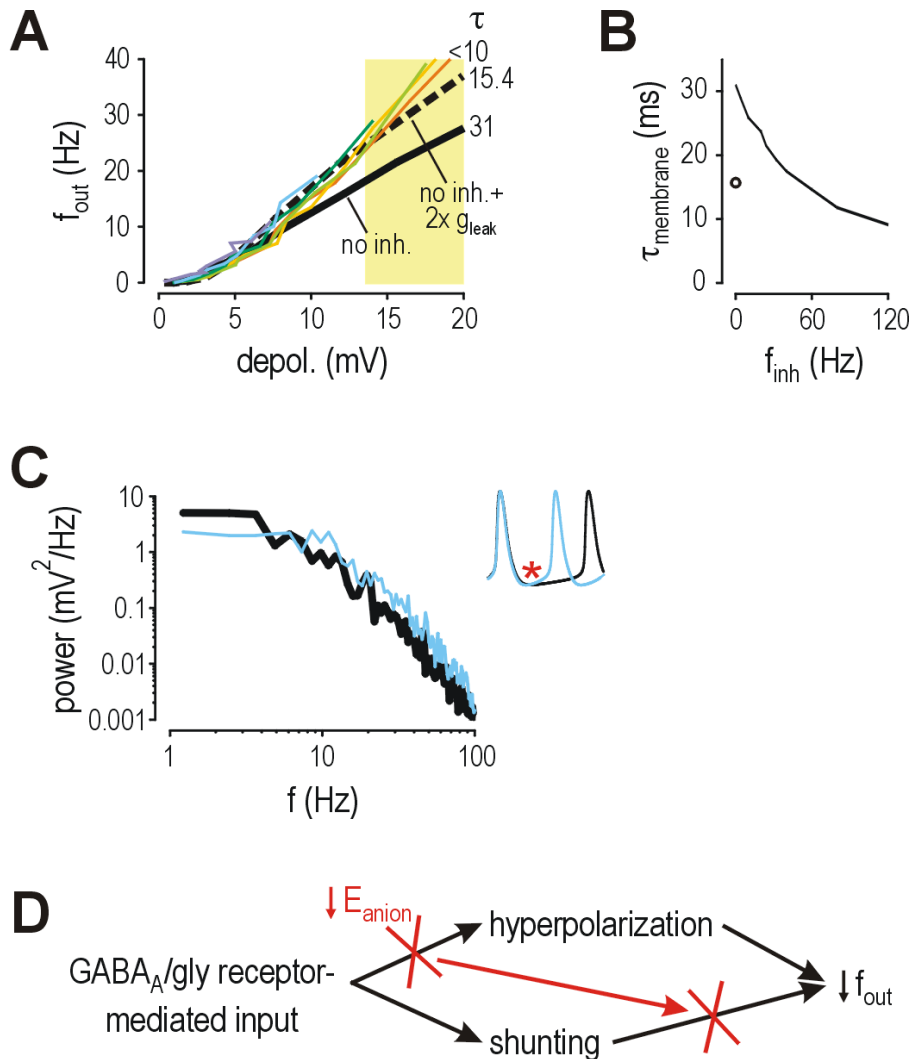 A
τ
<10
15.4
31
40
30
20
10
0
f_out (Hz)
no inh.+
2x g_leak
no inh.
0 5 10 15 20
depol. (mV)
B
τ_membrane (ms)
30
20
10
0 60 120
f_inh (Hz)
C
power (mV²/Hz)
10
1
0.1
0.01
0.001
1 10 100
f (Hz)
*
D
↓ E_anion
hyperpolarization
GABA_A/gly receptor-
mediated input
↓ f_out
shunting